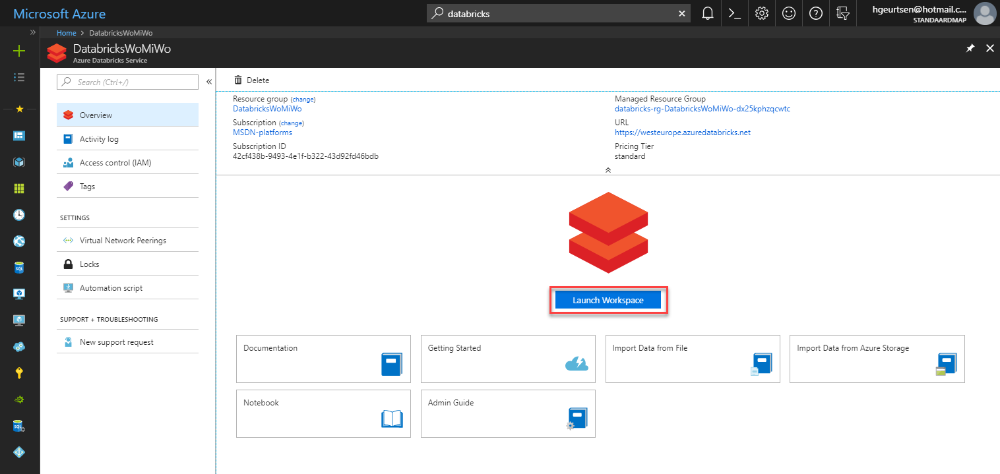 Microsoft Azure
databricks
hgeurtsen@hotmail.c...
STANDAARDMAP
Home > DatabricksWoMiWo
DatabricksWoMiWo
Azure Databricks Service
Search (Ctrl+/)
Overview
Activity log
Access control (IAM)
Tags
SETTINGS
Virtual Network Peerings
Locks
Automation script
SUPPORT + TROUBLESHOOTING
New support request
Delete
Resource group (change)
DatabricksWoMiWo
Subscription (change)
MSDN-platforms
Subscription ID
42cf438b-9493-4e1f-b322-43d92fd46bdb
Managed Resource Group
databricks-rg-DatabricksWoMiWo-dx25kphzqcwtc
URL
https://westeurope.azuredatabricks.net
Pricing Tier
standard
Launch Workspace
Documentation
Getting Started
Import Data from File
Import Data from Azure Storage
Notebook
Admin Guide
SQL
SQL